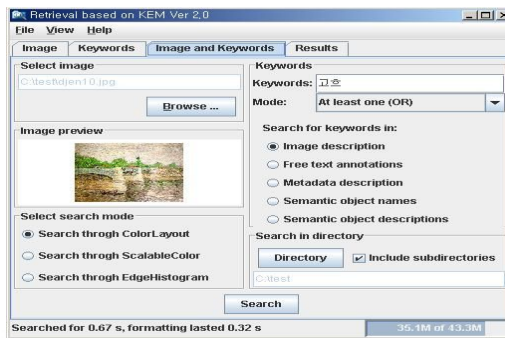 Retrieval based on KEM Ver 2,0
File View Help
Image Keywords Image and Keywords Results
Select image
C:\test\djen10.jpg
Browse ...
Image preview
Select search mode
Search throgh ColorLayout
Search throgh ScalableColor
Search throgh EdgeHistogram
Keywords
Keywords: 고흐
Mode: At least one (OR)
Search for keywords in:
Image description
Free text annotations
Metadata description
Semantic object names
Semantic object descriptions
Search in directory
Directory Include subdirectories
C:\test
Search
Searched for 0.67 s, formatting lasted 0.32 s 35.1M of 43.3M